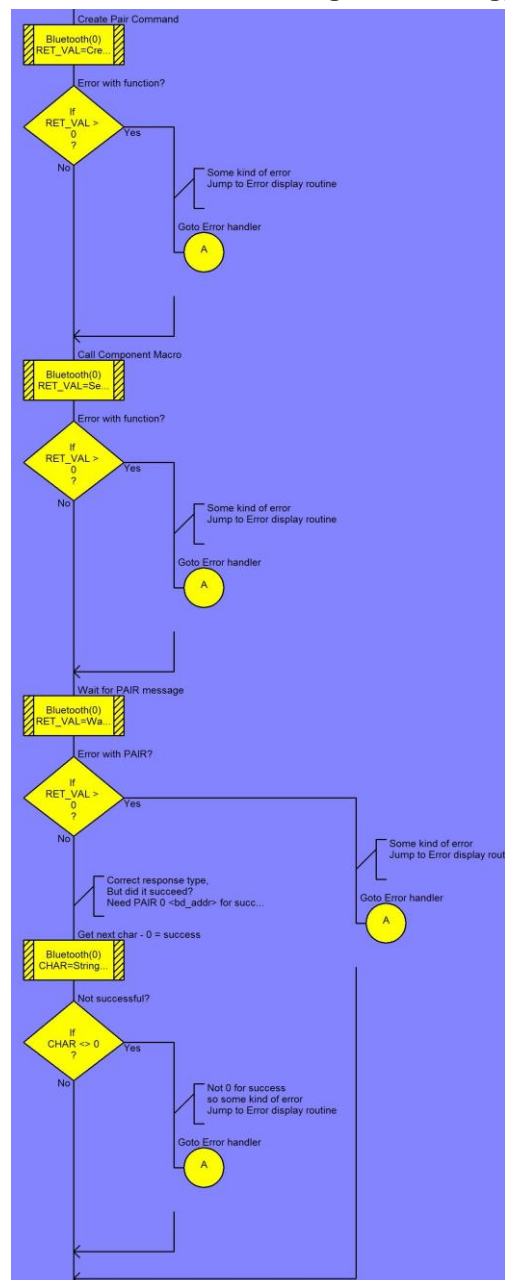 Create Pair Command
Bluetooth(0)
RET_VAL=Cre...
Error with function?
If
RET_VAL >
0
?
Yes
No
Some kind of error
Jump to Error display routine
Goto Error handler
A
Call Component Macro
Bluetooth(0)
RET_VAL=Se...
Error with function?
If
RET_VAL >
0
?
Yes
No
Some kind of error
Jump to Error display routine
Goto Error handler
A
Wait for PAIR message
Bluetooth(0)
RET_VAL=Wa...
Error with PAIR?
If
RET_VAL >
0
?
Yes
No
Some kind of error
Jump to Error display rout
Goto Error handler
A
Correct response type,
But did it succeed?
Need PAIR 0 <bd_addr> for succ...
Get next char - 0 = success
Bluetooth(0)
CHAR=String...
Not successful?
If
CHAR <> 0
?
Yes
No
Not 0 for success
so some kind of error
Jump to Error display routine
Goto Error handler
A